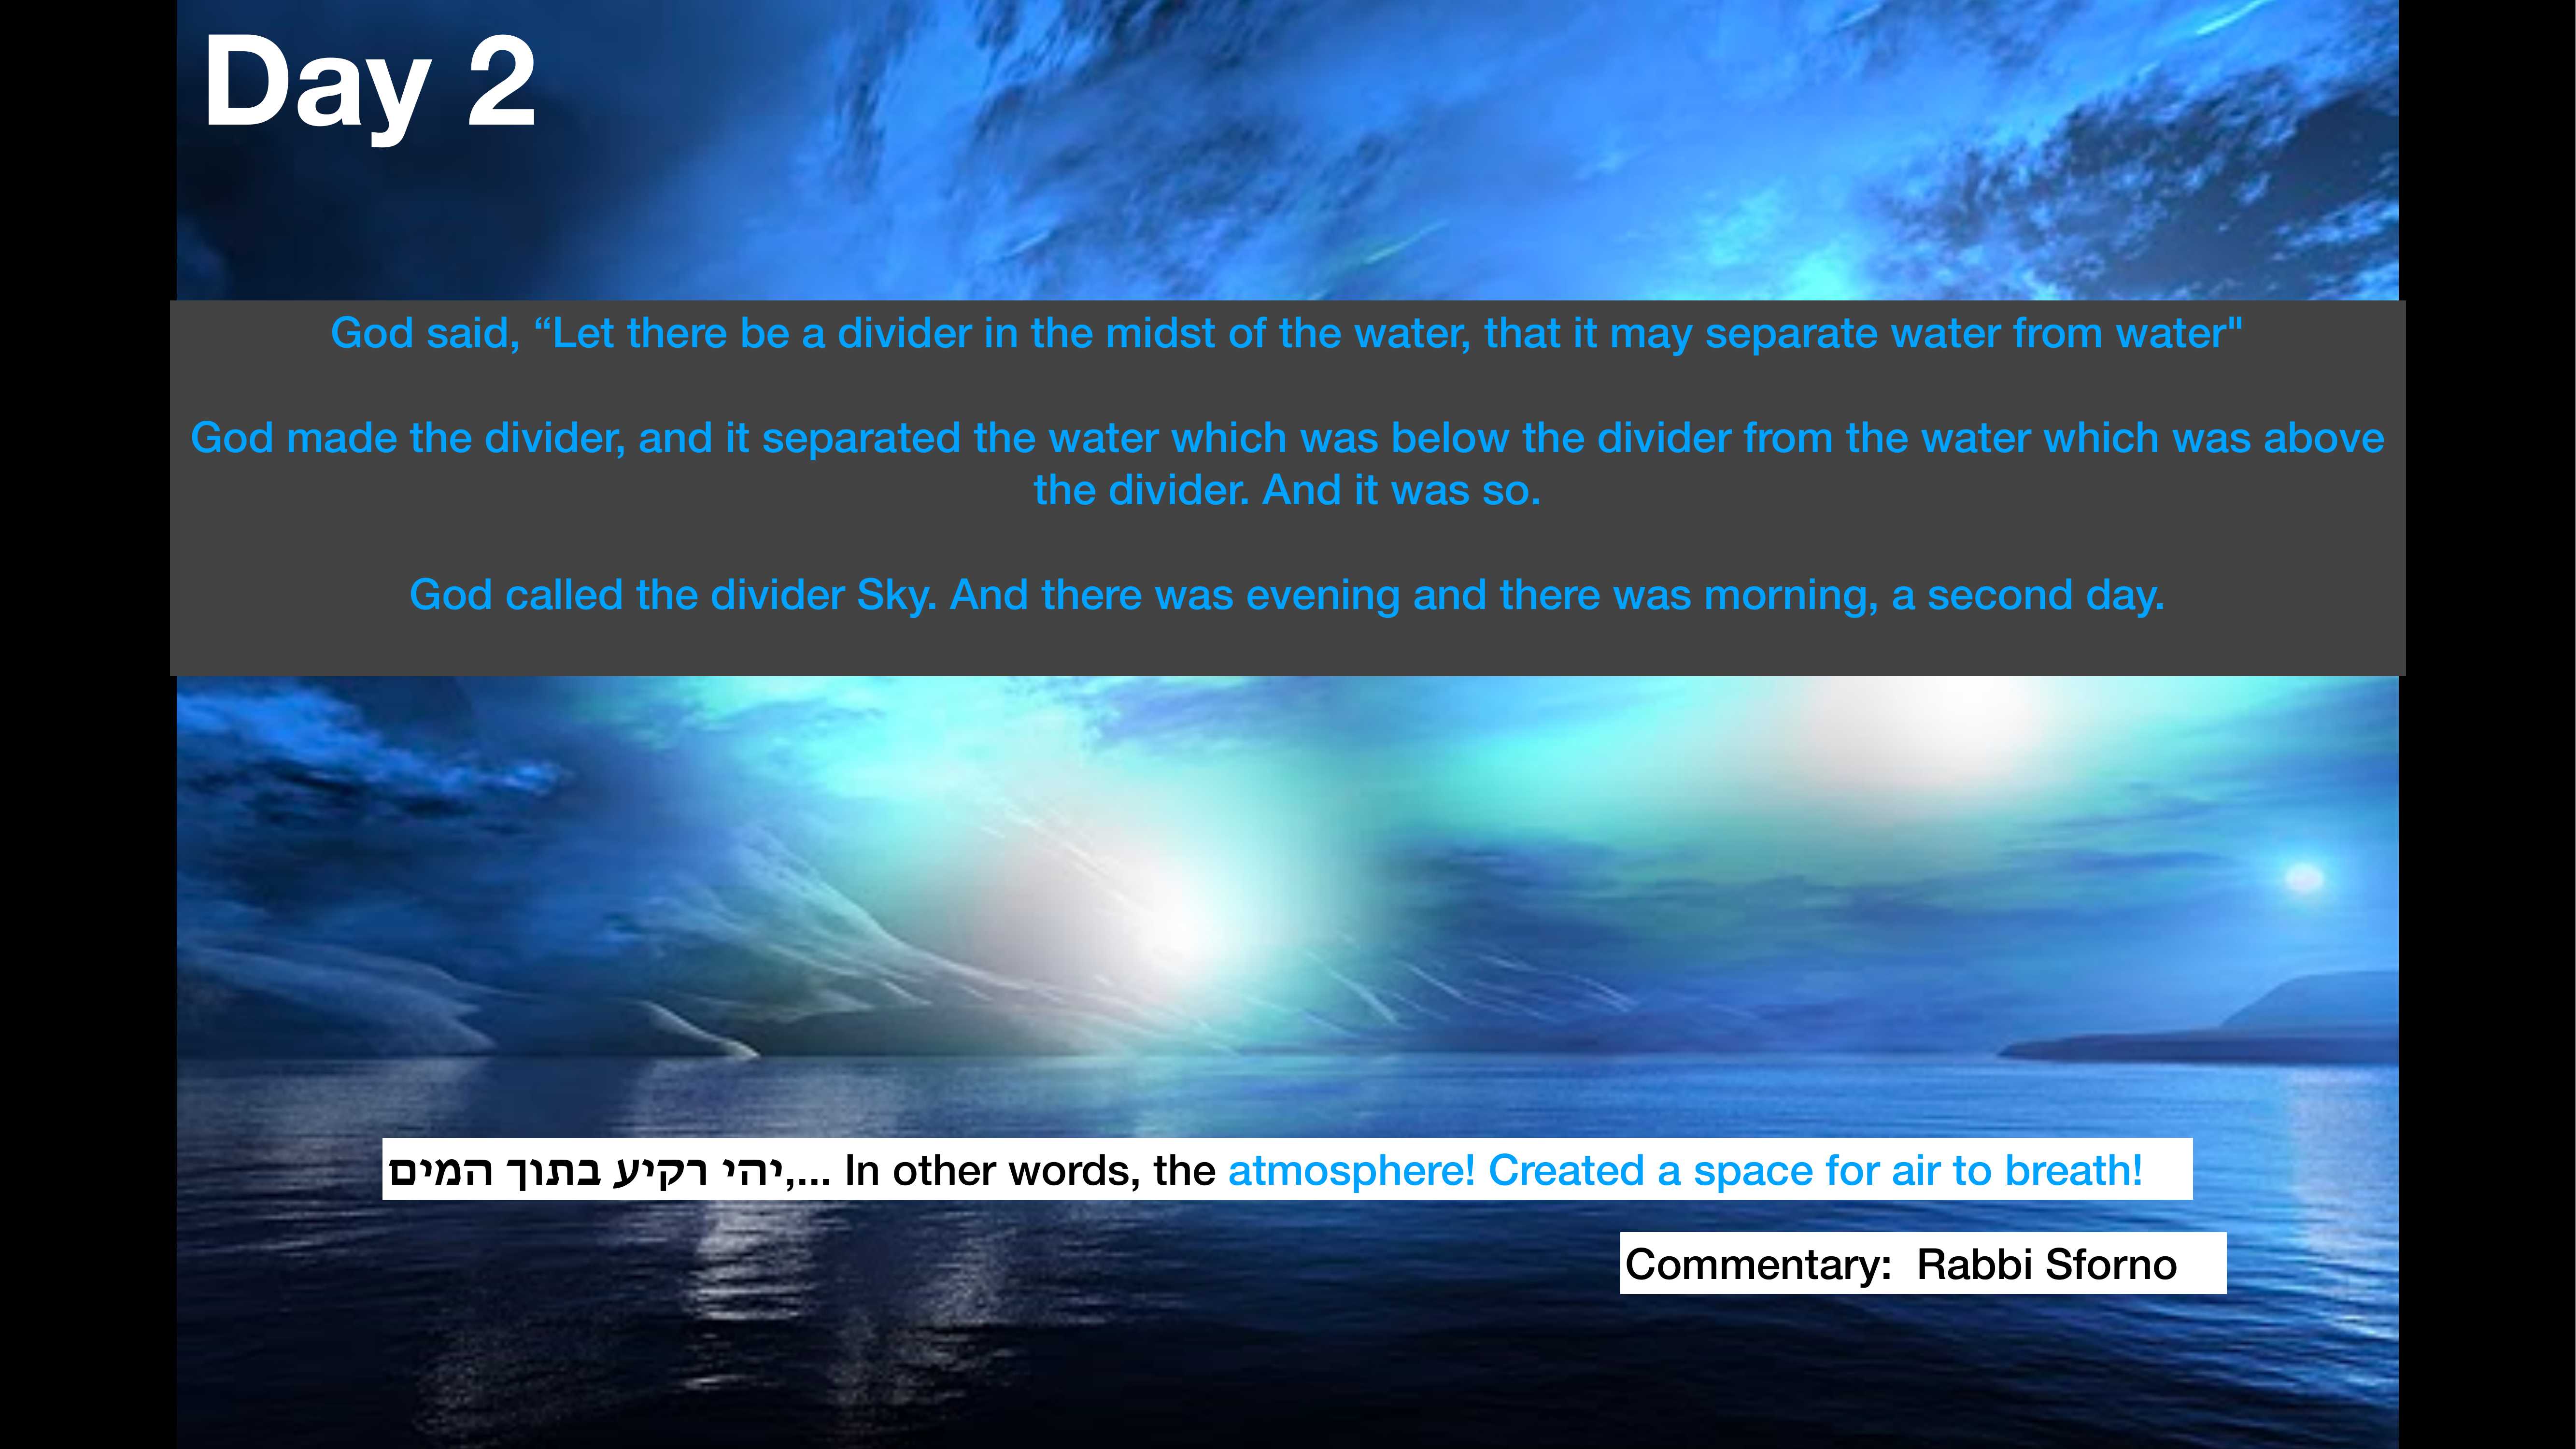 Day 2
God said, “Let there be a divider in the midst of the water, that it may separate water from water"
God made the divider, and it separated the water which was below the divider from the water which was above
the divider. And it was so.
God called the divider Sky. And there was evening and there was morning, a second day.
יהי רקיע בתוך המים,... In other words, the atmosphere! Created a space for air to breath!
Commentary:  Rabbi Sforno